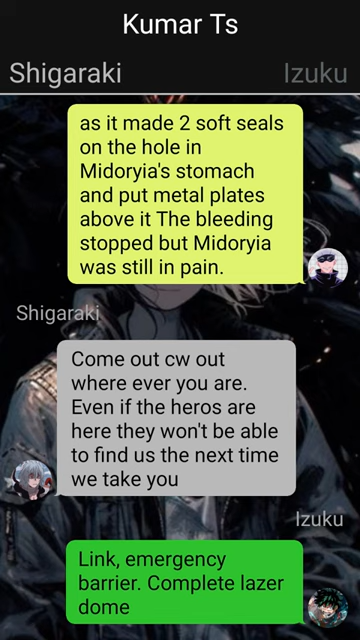 Kumar Ts
Shigaraki Izuku
as it made 2 soft seals
on the hole in
Midoryia's stomach
and put metal plates
above it The bleeding
stopped but Midoryia
was still in pain.
Shigaraki
Come out cw out
where ever you are.
Even if the heros are
here they won't be able
to find us the next time
we take you
Izuku
Link, emergency
barrier. Complete lazer
dome